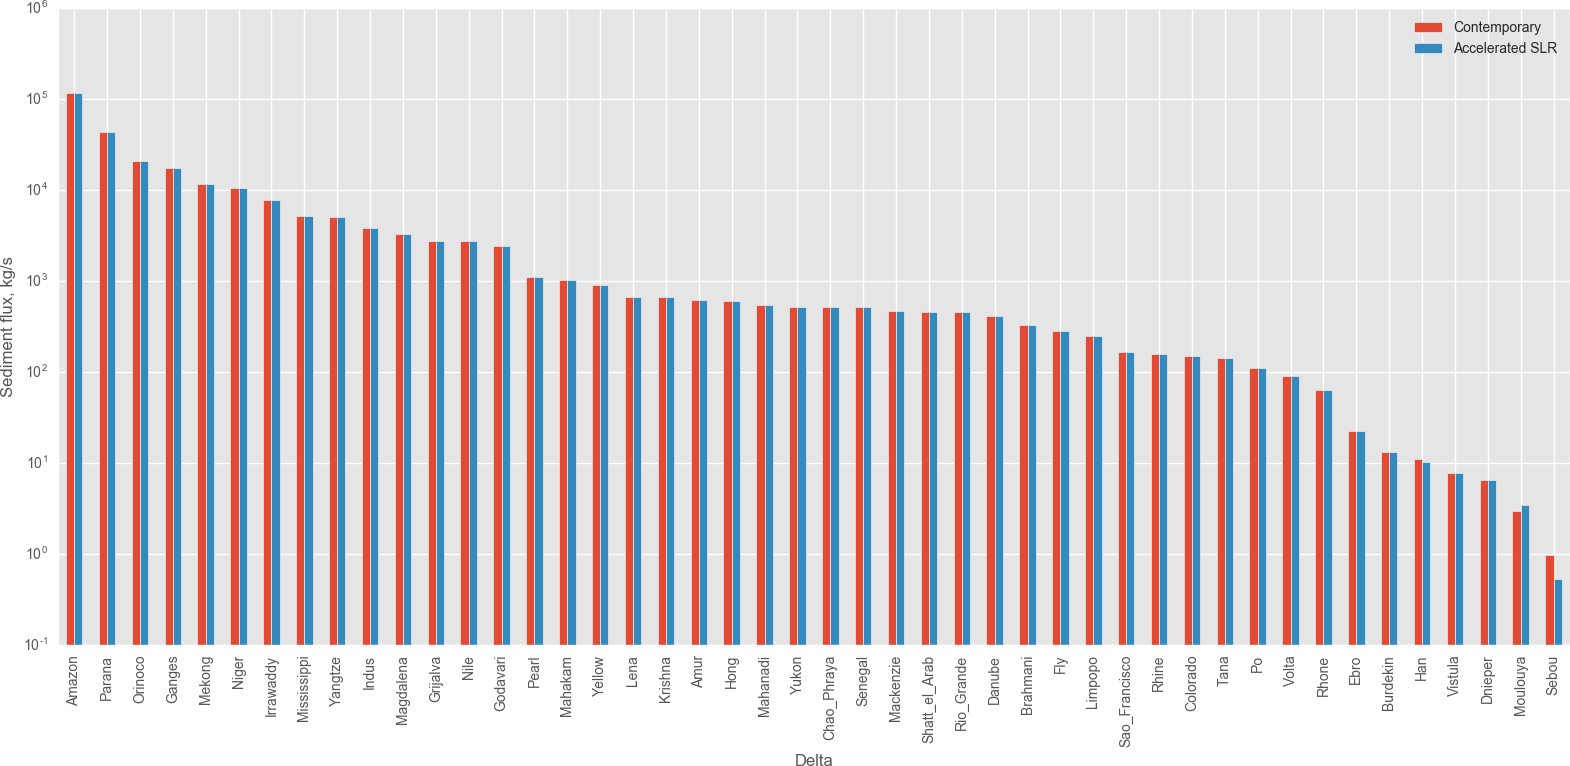 10^6
10^5
10^4
10^3
10^2
10^1
10^0
10^-1
Sediment flux, kg/s
Contemporary
Accelerated SLR
Amazon
Parana
Orinoco
Ganges
Mekong
Niger
Irrawaddy
Mississippi
Yangtze
Indus
Magdalena
Grijalva
Nile
Godavari
Pearl
Mahakam
Yellow
Lena
Krishna
Amur
Hong
Mahanadi
Yukon
Chao_Phraya
Senegal
Mackenzie
Shatt_el_Arab
Rio_Grande
Danube
Brahmani
Fly
Limpopo
Sao_Francisco
Rhine
Colorado
Tana
Po
Volta
Rhone
Ebro
Burdekin
Han
Vistula
Dnieper
Moulouya
Sebou
Delta